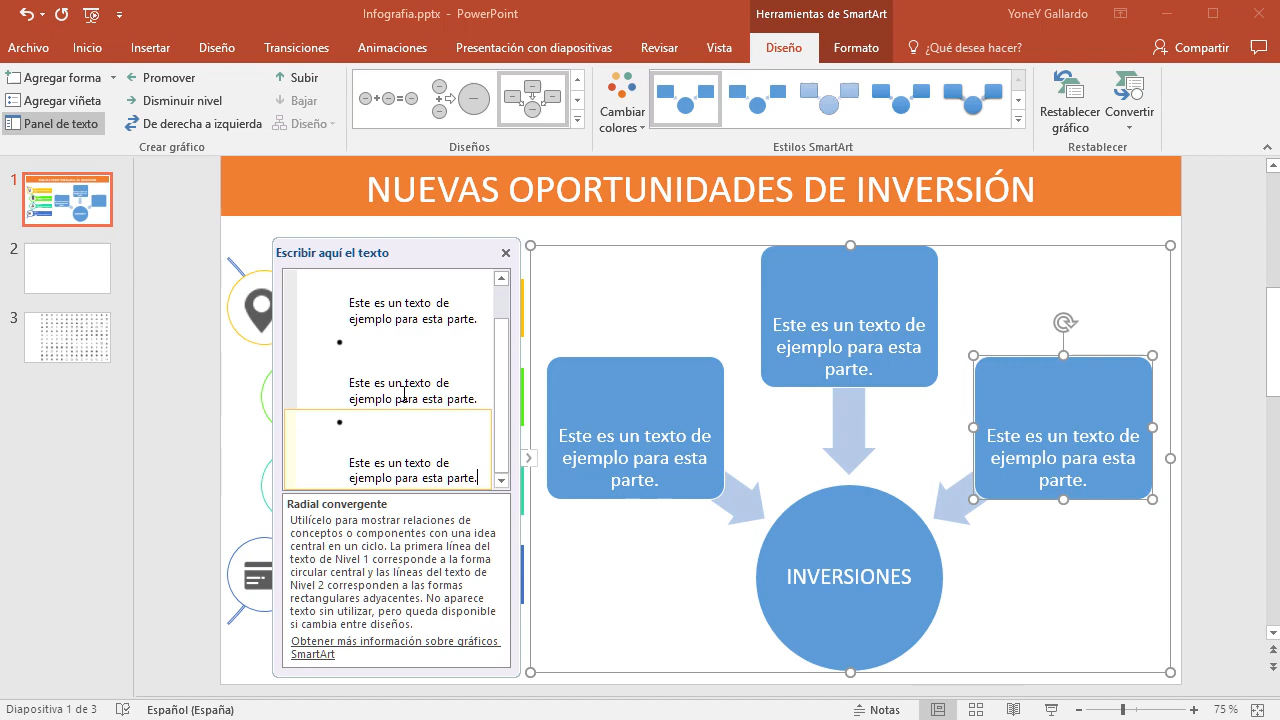 Infografia.pptx - PowerPoint
Herramientas de SmartArt
YoneY Gallardo
Archivo
Inicio
Insertar
Diseño
Transiciones
Animaciones
Presentación con diapositivas
Revisar
Vista
Diseño
Formato
¿Qué desea hacer?
Compartir
Agregar forma
Promover
Subir
Agregar viñeta
Disminuir nivel
Bajar
Panel de texto
De derecha a izquierda
Diseño
Crear gráfico
Diseños
Cambiar
colores
Estilos SmartArt
Restablecer
gráfico
Convertir
Restablecer
1
2
3
NUEVAS OPORTUNIDADES DE INVERSIÓN
Escribir aquí el texto
Este es un texto de
ejemplo para esta parte.
Este es un texto de
ejemplo para esta parte.
Este es un texto de
ejemplo para esta parte.
Radial convergente
Utilícelo para mostrar relaciones de
conceptos o componentes con una idea
central en un ciclo. La primera línea del
texto de Nivel 1 corresponde a la forma
circular central y las líneas del texto de
Nivel 2 corresponden a las formas
rectangulares adyacentes. No aparece
texto sin utilizar, pero queda disponible
si cambia entre diseños.
Obtener más información sobre gráficos
SmartArt
Este es un texto de
ejemplo para esta
parte.
Este es un texto de
ejemplo para esta
parte.
Este es un texto de
ejemplo para esta
parte.
INVERSIONES
Diapositiva 1 de 3
Español (España)
Notas
75 %